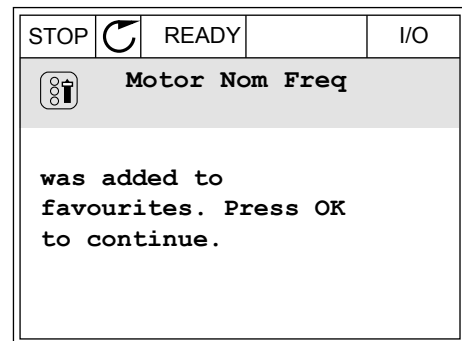 STOP READY I/O
Motor Nom Freq
was added to
favourites. Press OK
to continue.